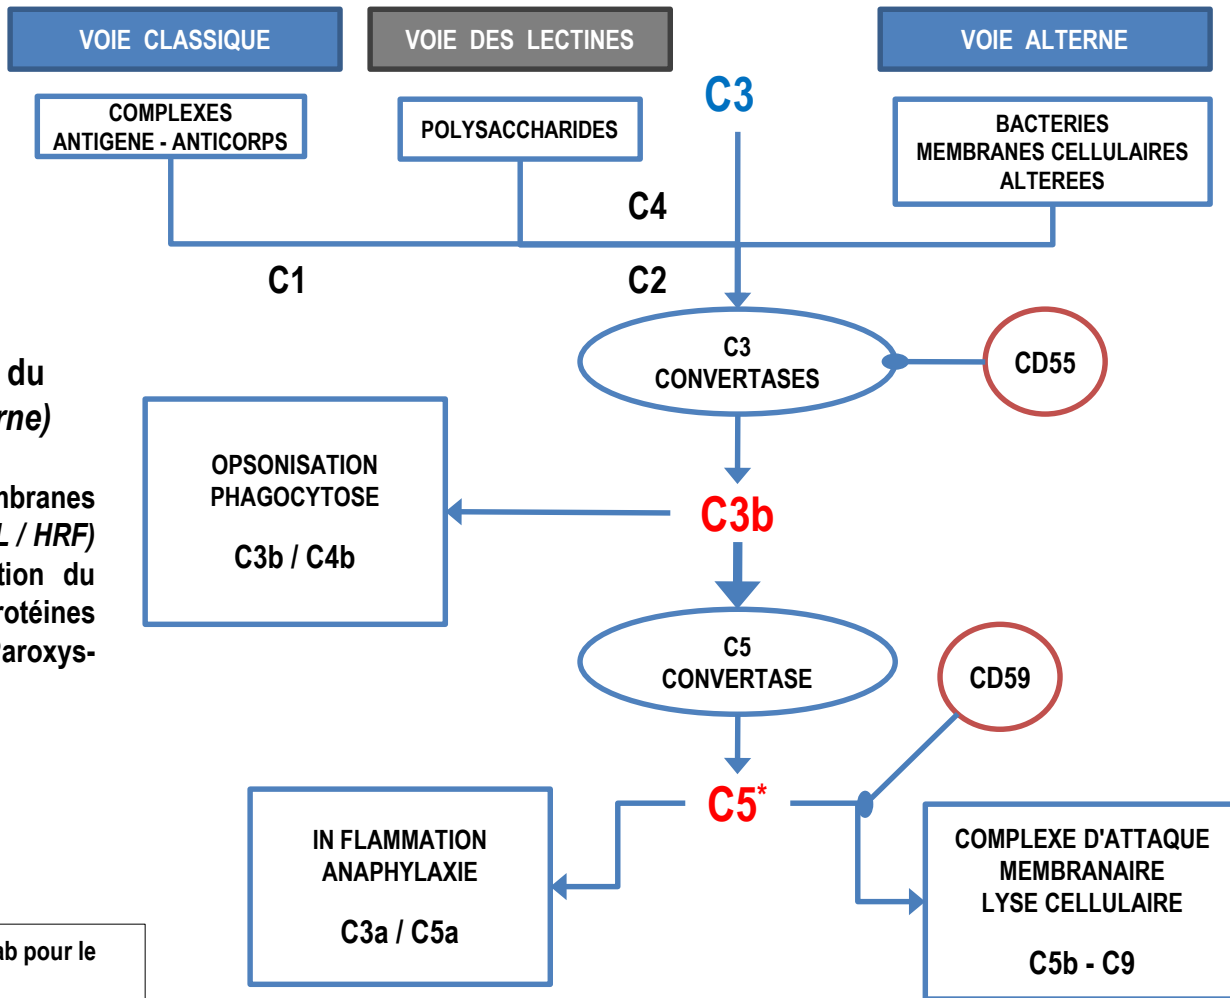 VOIE CLASSIQUE
VOIE DES LECTINES
VOIE ALTERNE
COMPLEXES
ANTIGENE - ANTICORPS
POLYSACCHARIDES
C3
BACTERIES
MEMBRANES CELLULAIRES
ALTEREES
C4
C1
C2
C3
CONVERTASES
CD55
du
rne)
OPSONISATION
PHAGOCYTOSE
C3b / C4b
mbranes
L / HRF)
tion du
rotéines
Paroxys-
C3b
C5
CONVERTASE
CD59
C5*
IN FLAMMATION
ANAPHYLAXIE
C3a / C5a
COMPLEXE D'ATTAQUE
MEMBRANAIRE
LYSE CELLULAIRE
C5b - C9
ab pour le